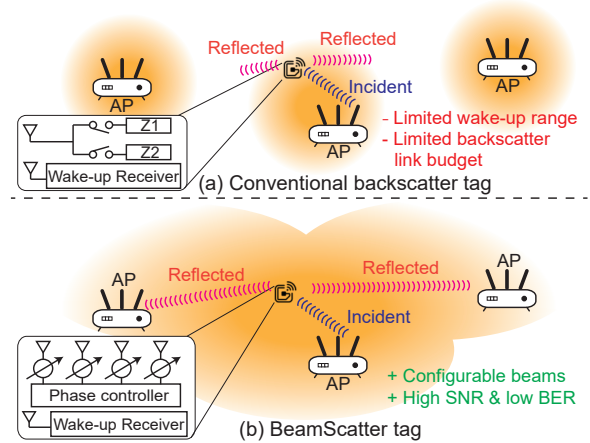 Reflected
Reflected
Incident
AP
AP
AP
- Limited wake-up range
- Limited backscatter
link budget
Z1
Z2
Wake-up Receiver
(a) Conventional backscatter tag
AP
Reflected
Reflected
AP
Incident
AP
Phase controller
Wake-up Receiver
+ Configurable beams
+ High SNR & low BER
(b) BeamScatter tag